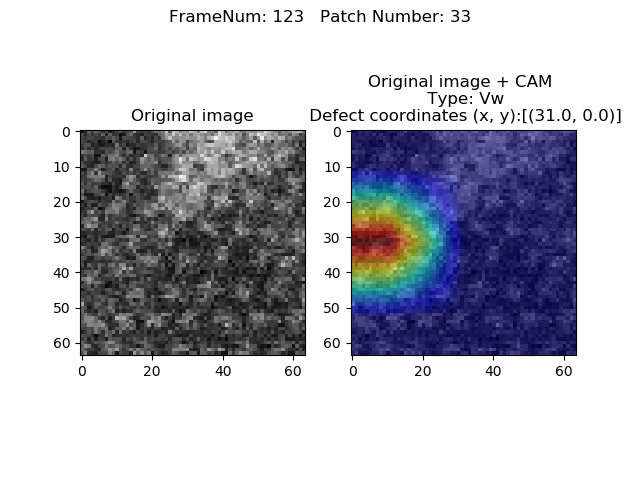 FrameNum: 123   Patch Number: 33
Original image
0
10
20
30
40
50
60
0 20 40 60
Original image + CAM
Type: Vw
Defect coordinates (x, y):[(31.0, 0.0)]
0
10
20
30
40
50
60
0 20 40 60